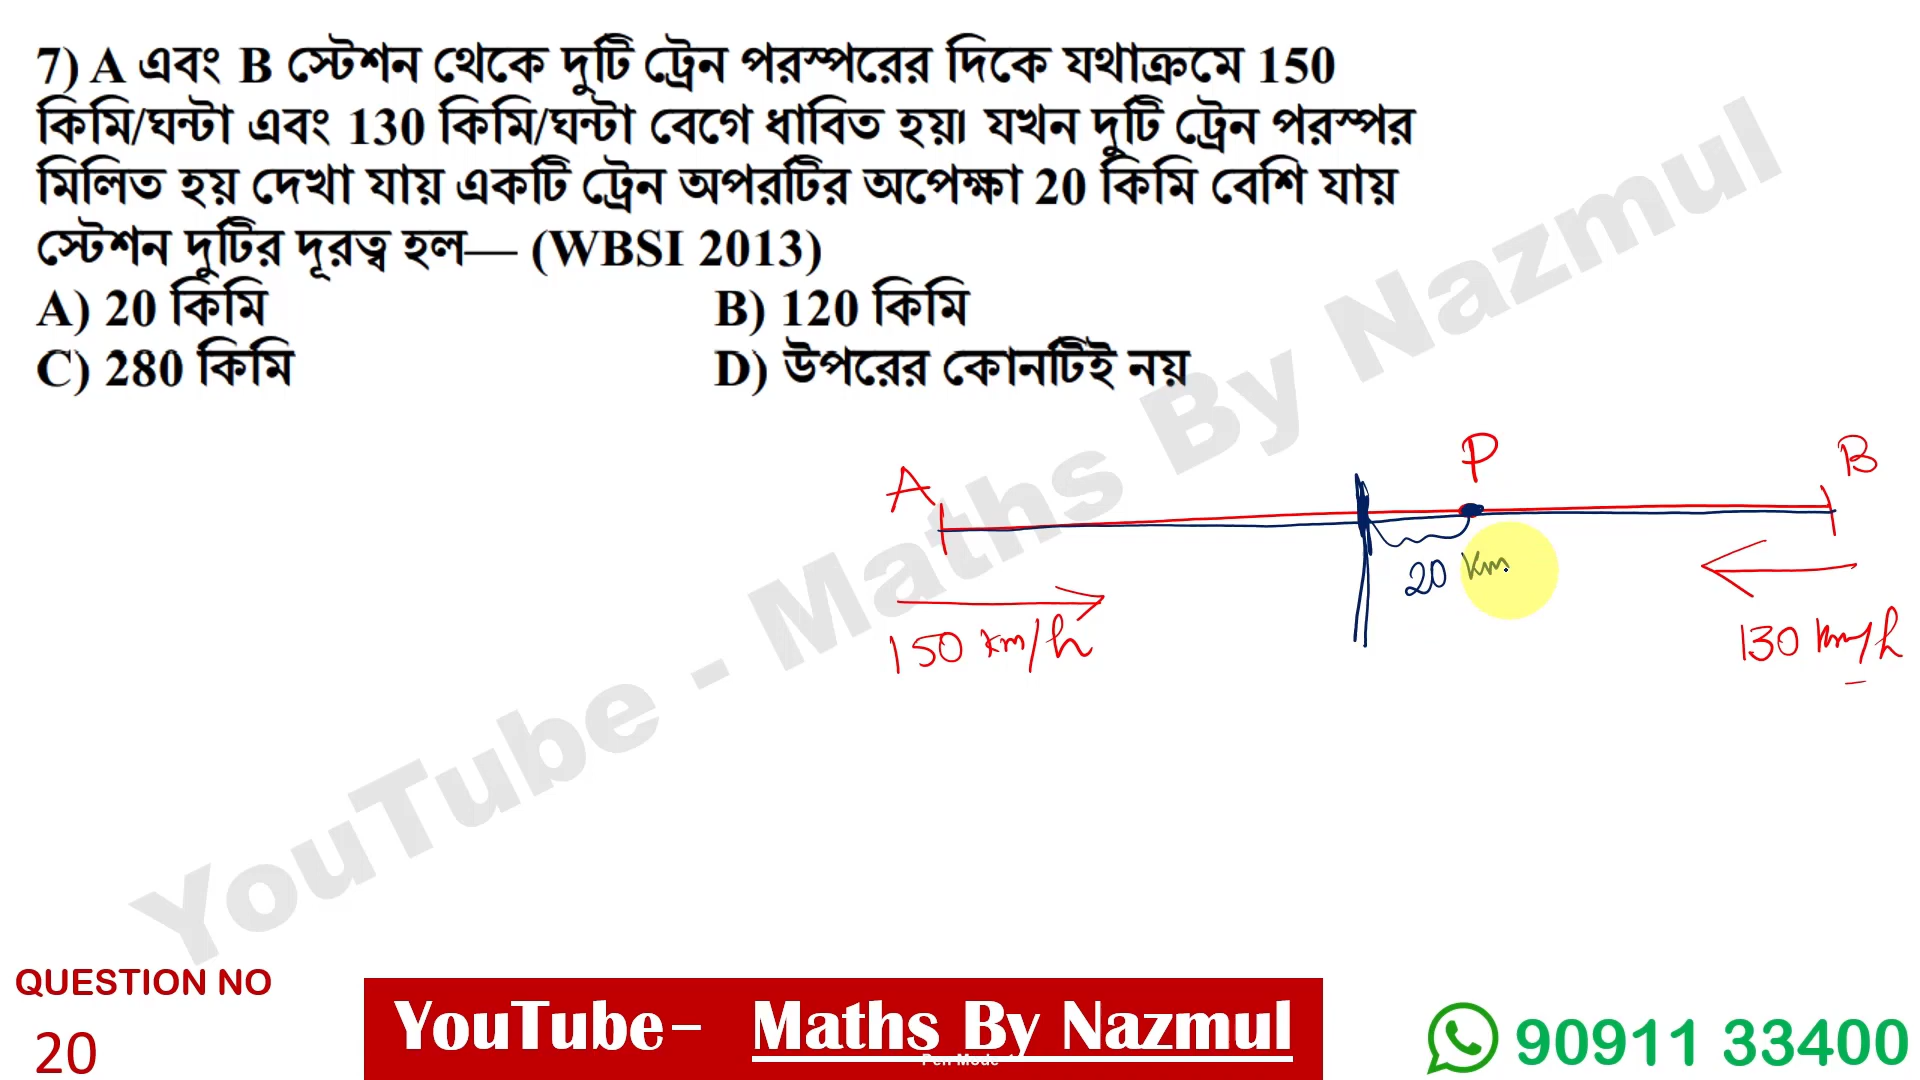 7) A এবং B স্টেশন থেকে দুটি ট্রেন পরস্পরের দিকে যথাক্রমে 150
কিমি/ঘন্টা এবং 130 কিমি/ঘন্টা বেগে ধাবিত হয়। যখন দুটি ট্রেন পরস্পর
মিলিত হয় দেখা যায় একটি ট্রেন অপরটির অপেক্ষা 20 কিমি বেশি যায়
স্টেশন দুটির দূরত্ব হল— (WBSI 2013)
A) 20 কিমি B) 120 কিমি
C) 280 কিমি D) উপরের কোনটিই নয়
A P B
20 Km
150 km/h 130 km/h
YouTube - Maths By Nazmul
QUESTION NO
20
YouTube- Maths By Nazmul
Pen Mode
90911 33400